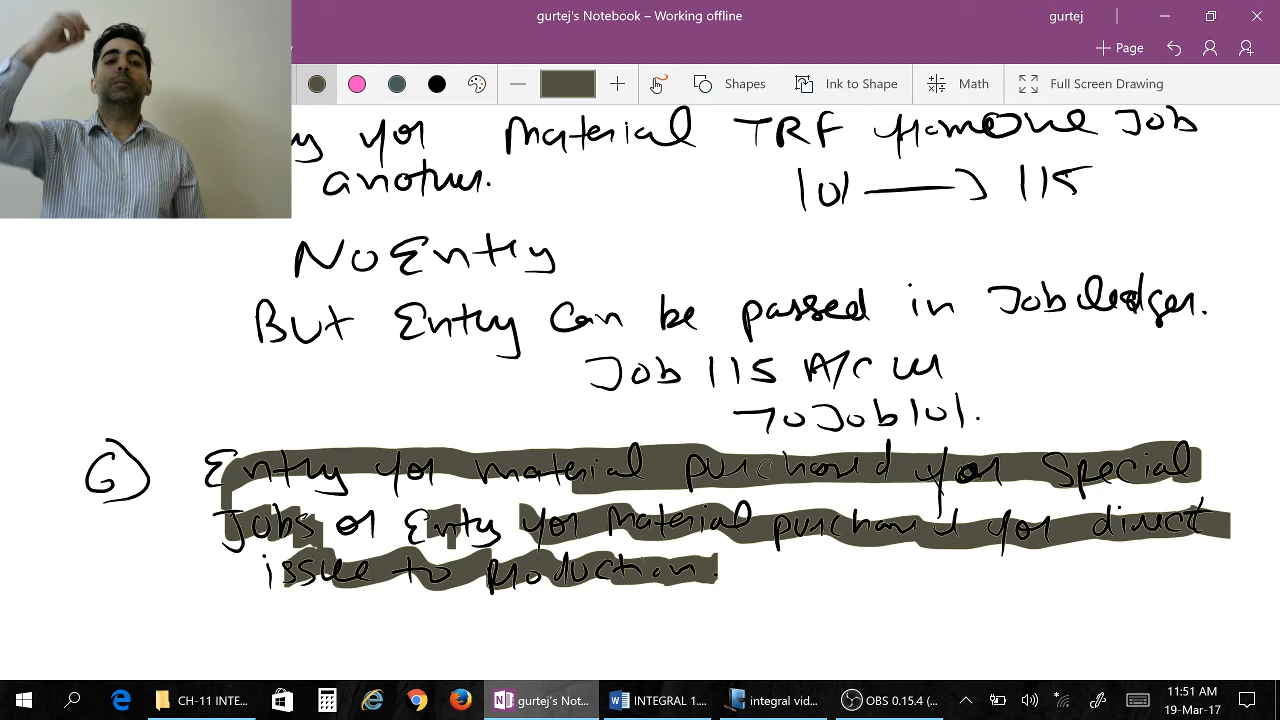 gurtej's Notebook – Working offline
gurtej
Page
Shapes
Ink to Shape
Math
Full Screen Drawing
y for Material TRF from one Job
another. 101 → 115
No Entry
But Entry can be passed in Job ledger.
Job 115 A/C
To Job 101.
6) Entry for material purchased for Special
Jobs or Entry for Material purchased for direct
issue to production.
CH-11 INTE...
gurtej's Not...
INTEGRAL 1...
integral vid...
OBS 0.15.4 (...
11:51 AM
19-Mar-17